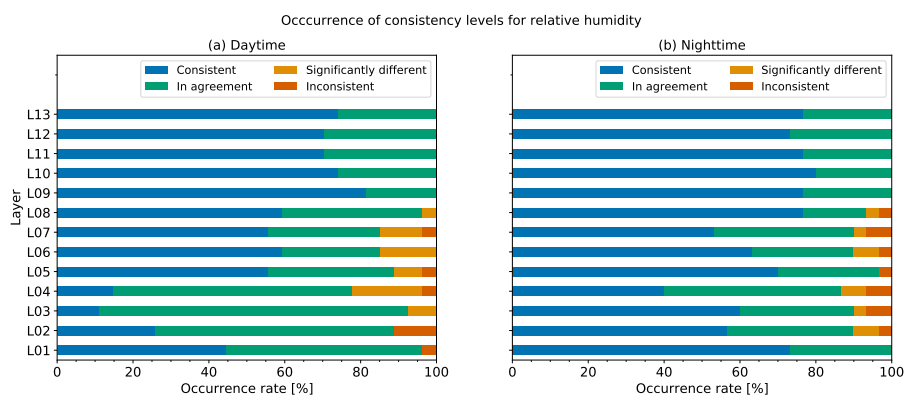 Occcurrence of consistency levels for relative humidity
(a) Daytime
Consistent
In agreement
Significantly different
Inconsistent
L13
L12
L11
L10
L09
L08
L07
L06
L05
L04
L03
L02
L01
Layer
0 20 40 60 80 100
Occurrence rate [%]
(b) Nighttime
Consistent
In agreement
Significantly different
Inconsistent
0 20 40 60 80 100
Occurrence rate [%]